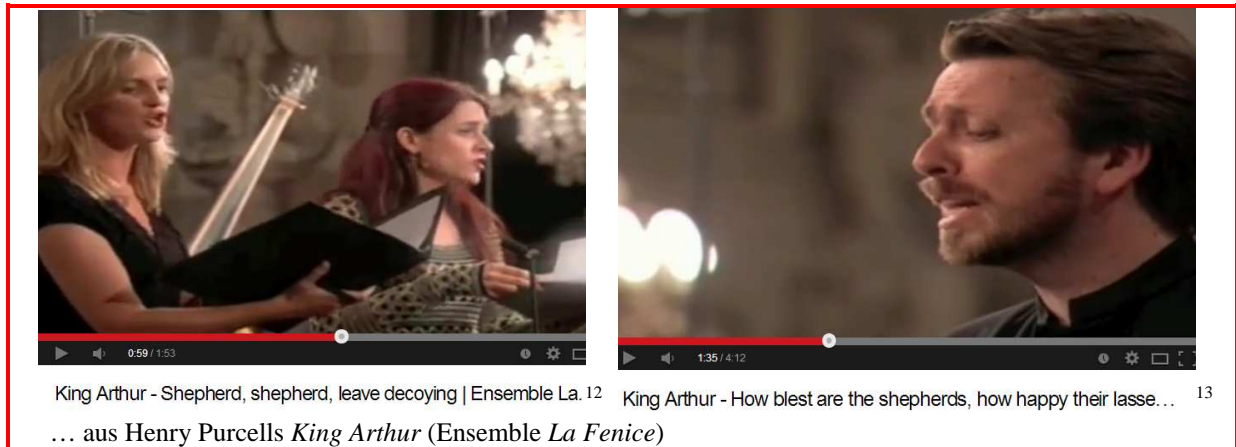 0:59 / 1:53
1:35 / 4:12
King Arthur - Shepherd, shepherd, leave decoying | Ensemble La. 12
King Arthur - How blest are the shepherds, how happy their lasse... 13
… aus Henry Purcells King Arthur (Ensemble La Fenice)